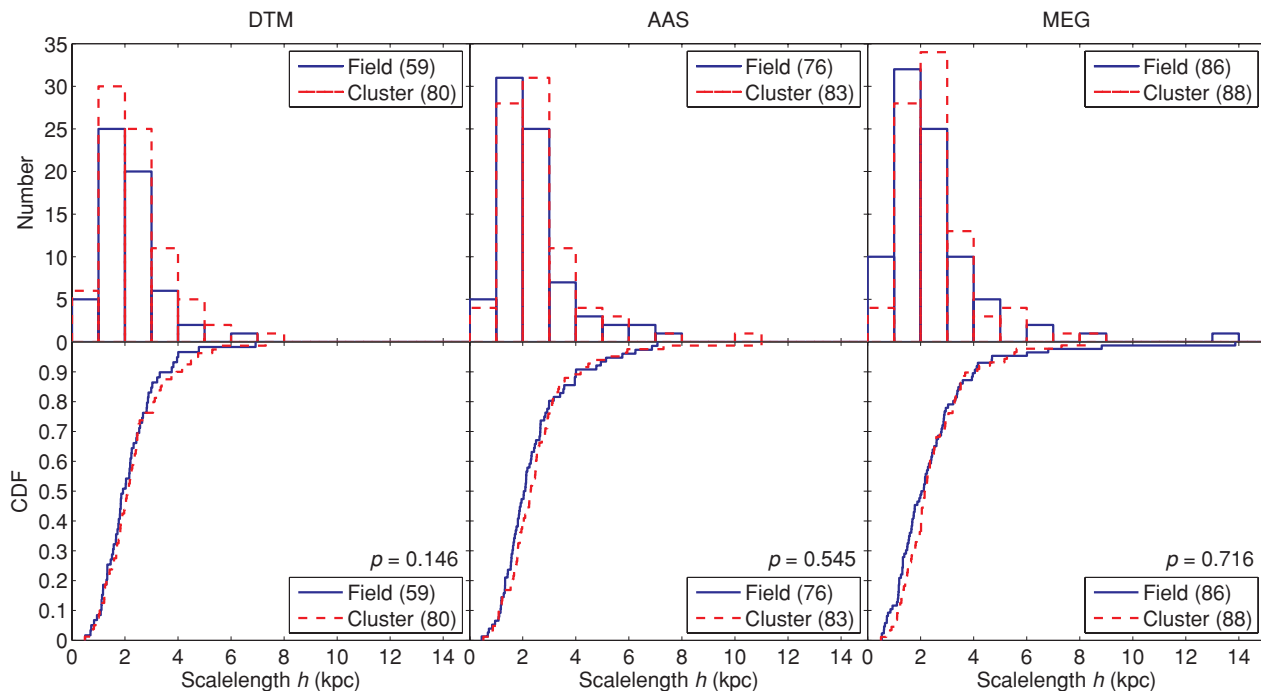 DTM AAS MEG
35
30
25
20
15
10
5
0
Number
Field (59)
Cluster (80)
Field (76)
Cluster (83)
Field (86)
Cluster (88)
0.9
0.8
0.7
0.6
0.5
0.4
0.3
0.2
0.1
0
CDF
p = 0.146
Field (59)
Cluster (80)
p = 0.545
Field (76)
Cluster (83)
p = 0.716
Field (86)
Cluster (88)
0 2 4 6 8 10 12 14 0 2 4 6 8 10 12 14 0 2 4 6 8 10 12 14
Scalelength h (kpc) Scalelength h (kpc) Scalelength h (kpc)